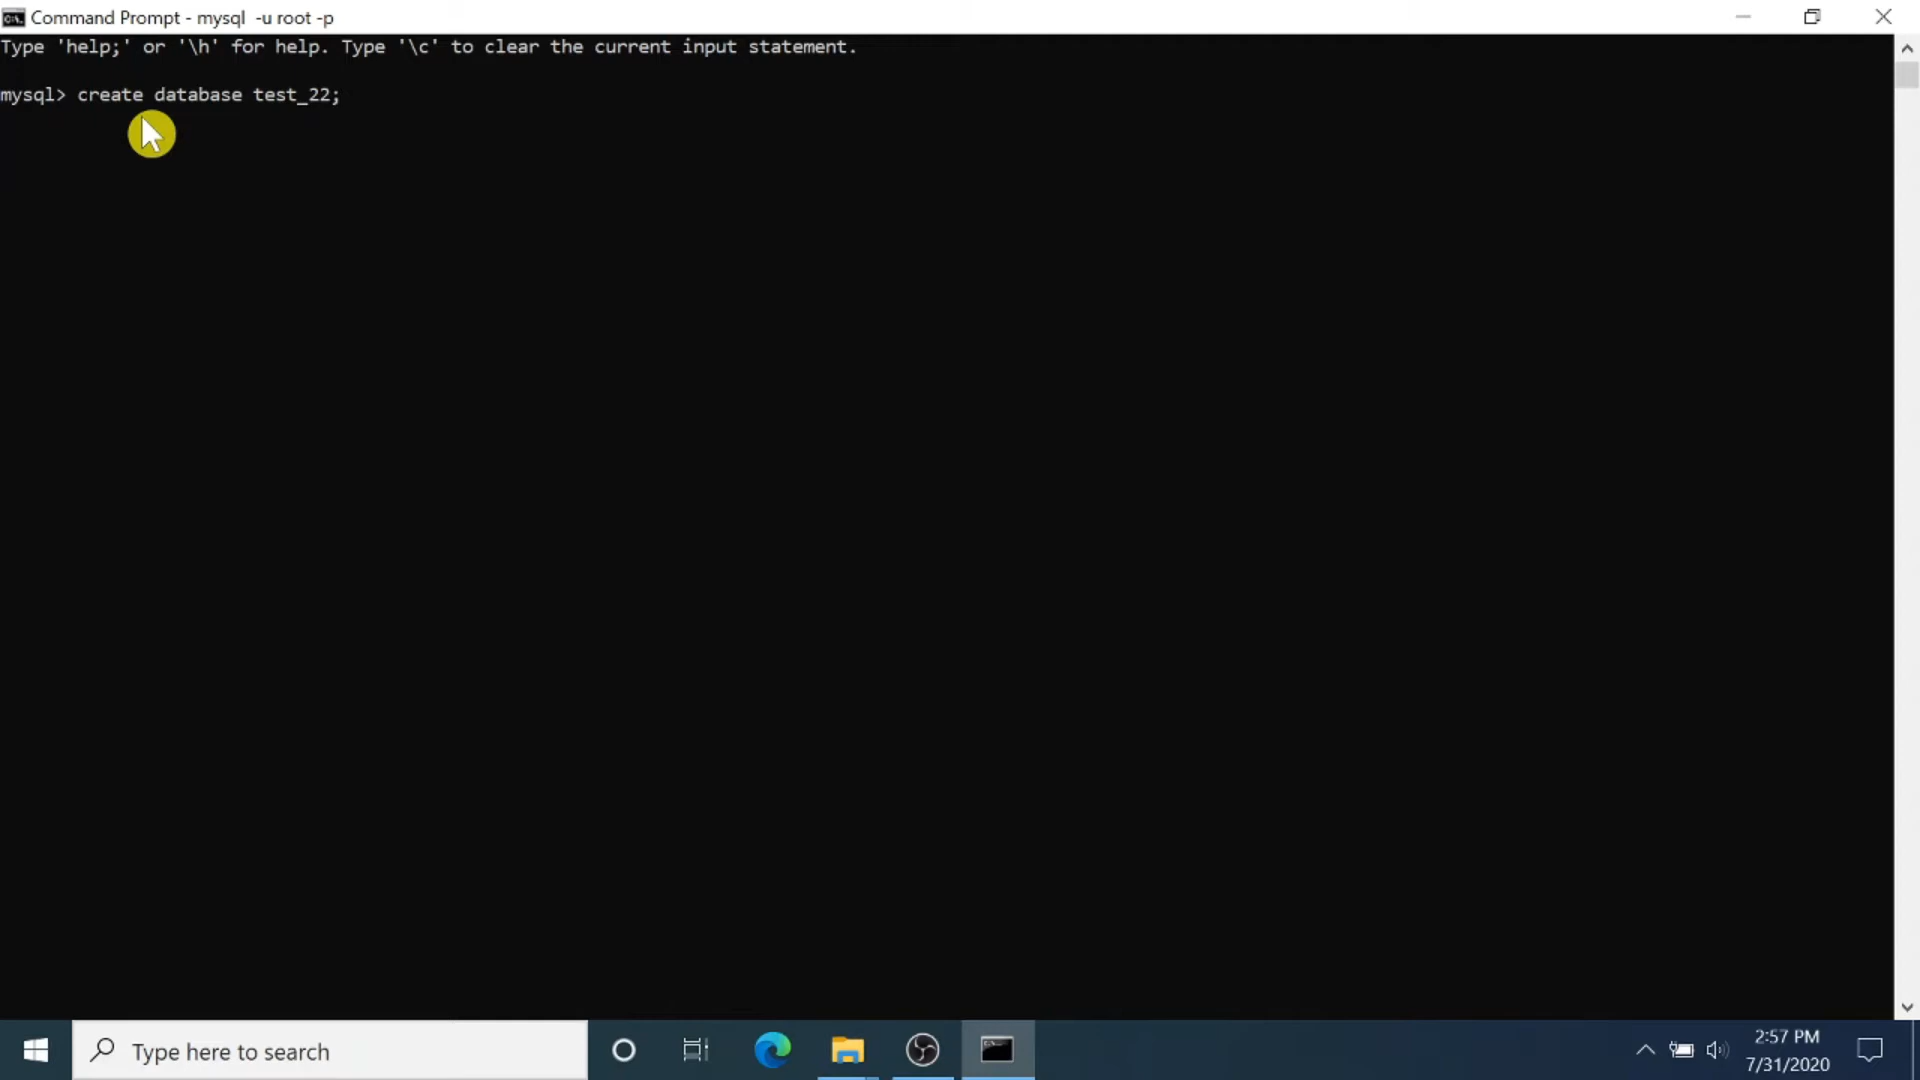 Command Prompt - mysql  -u root -p
Type 'help;' or '\h' for help. Type '\c' to clear the current input statement.
mysql> create database test_22;
Type here to search
2:57 PM
7/31/2020